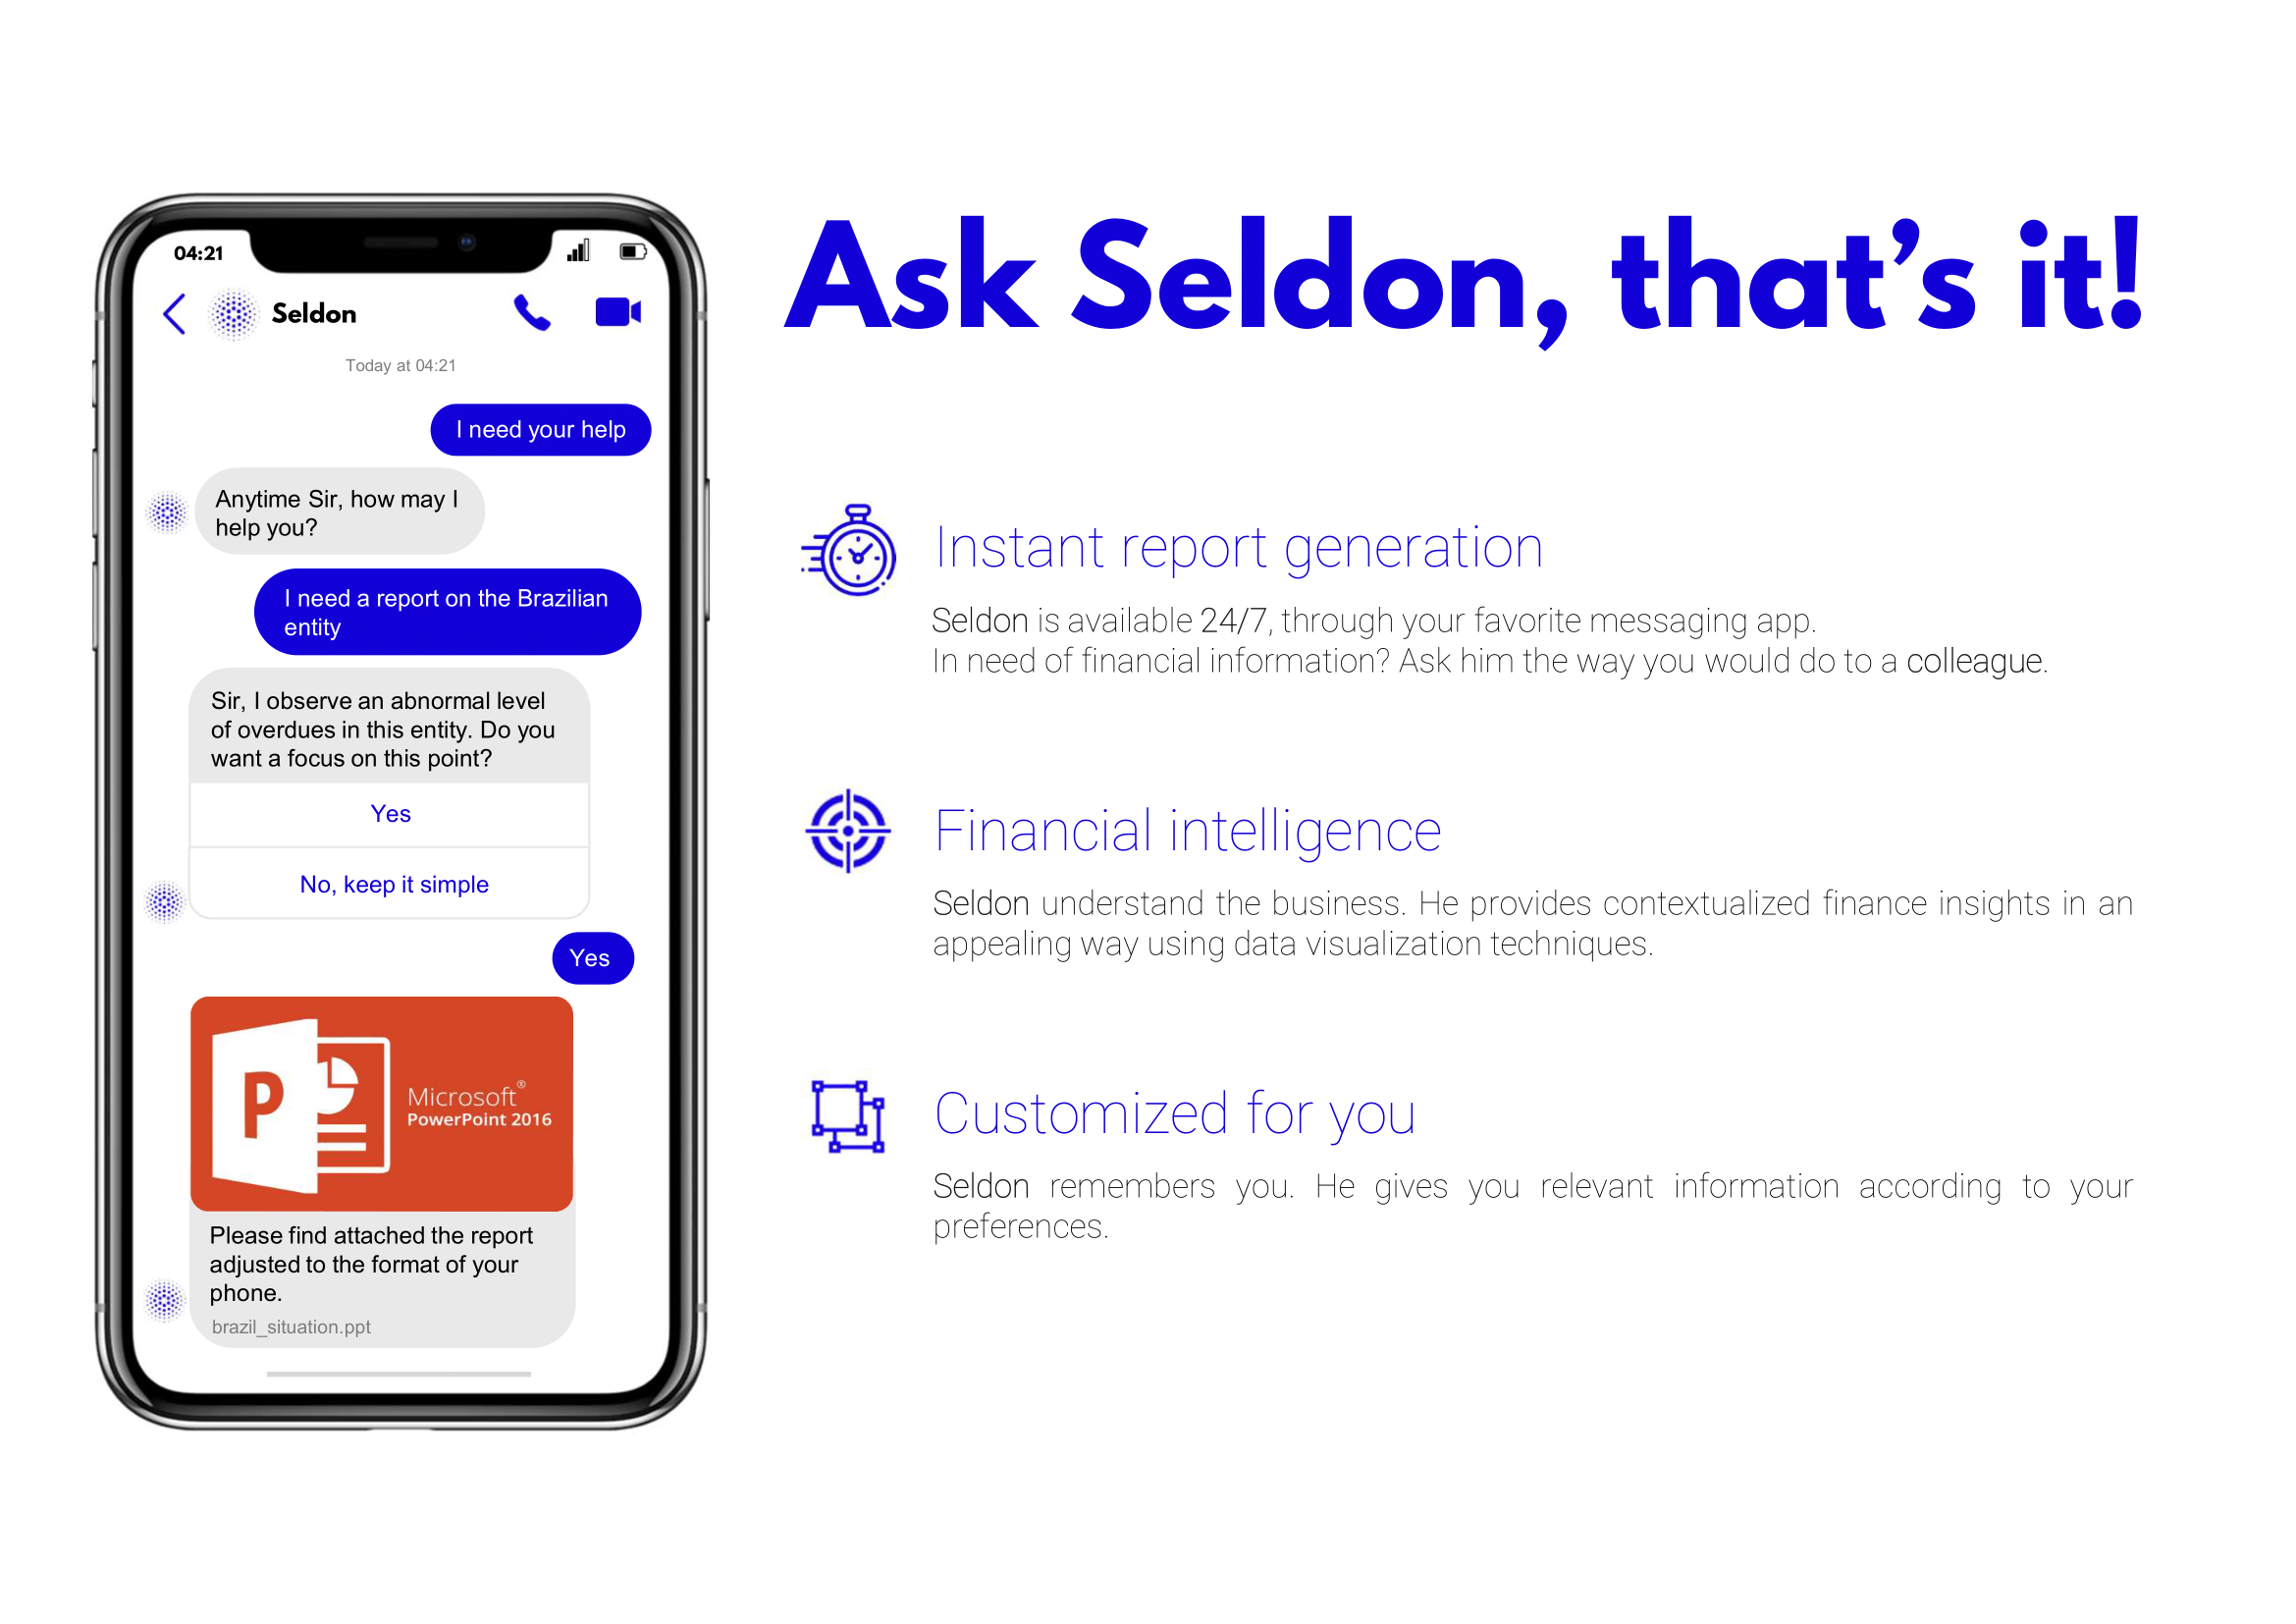 04:21
Seldon
Today at 04:21
I need your help
Anytime Sir, how may I
help you?
I need a report on the Brazilian
entity
Sir, I observe an abnormal level
of overdues in this entity. Do you
want a focus on this point?
Yes
No, keep it simple
Yes
P
Microsoft®
PowerPoint 2016
Please find attached the report
adjusted to the format of your
phone.
brazil_situation.ppt
Ask Seldon, that’s it!
Instant report generation
Seldon is available 24/7, through your favorite messaging app.
In need of financial information? Ask him the way you would do to a colleague.
Financial intelligence
Seldon understand the business. He provides contextualized finance insights in an
appealing way using data visualization techniques.
Customized for you
Seldon remembers you. He gives you relevant information according to your
preferences.